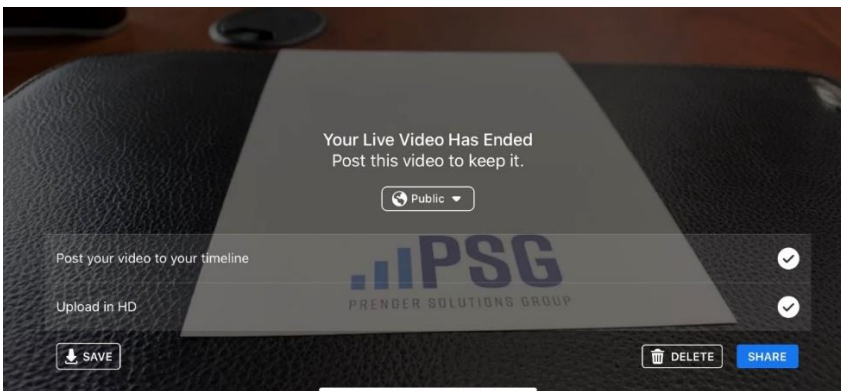 Your Live Video Has Ended
Post this video to keep it.
Public
Post your video to your timeline
PSG
PRENGER SOLUTIONS GROUP
Upload in HD
SAVE
DELETE
SHARE